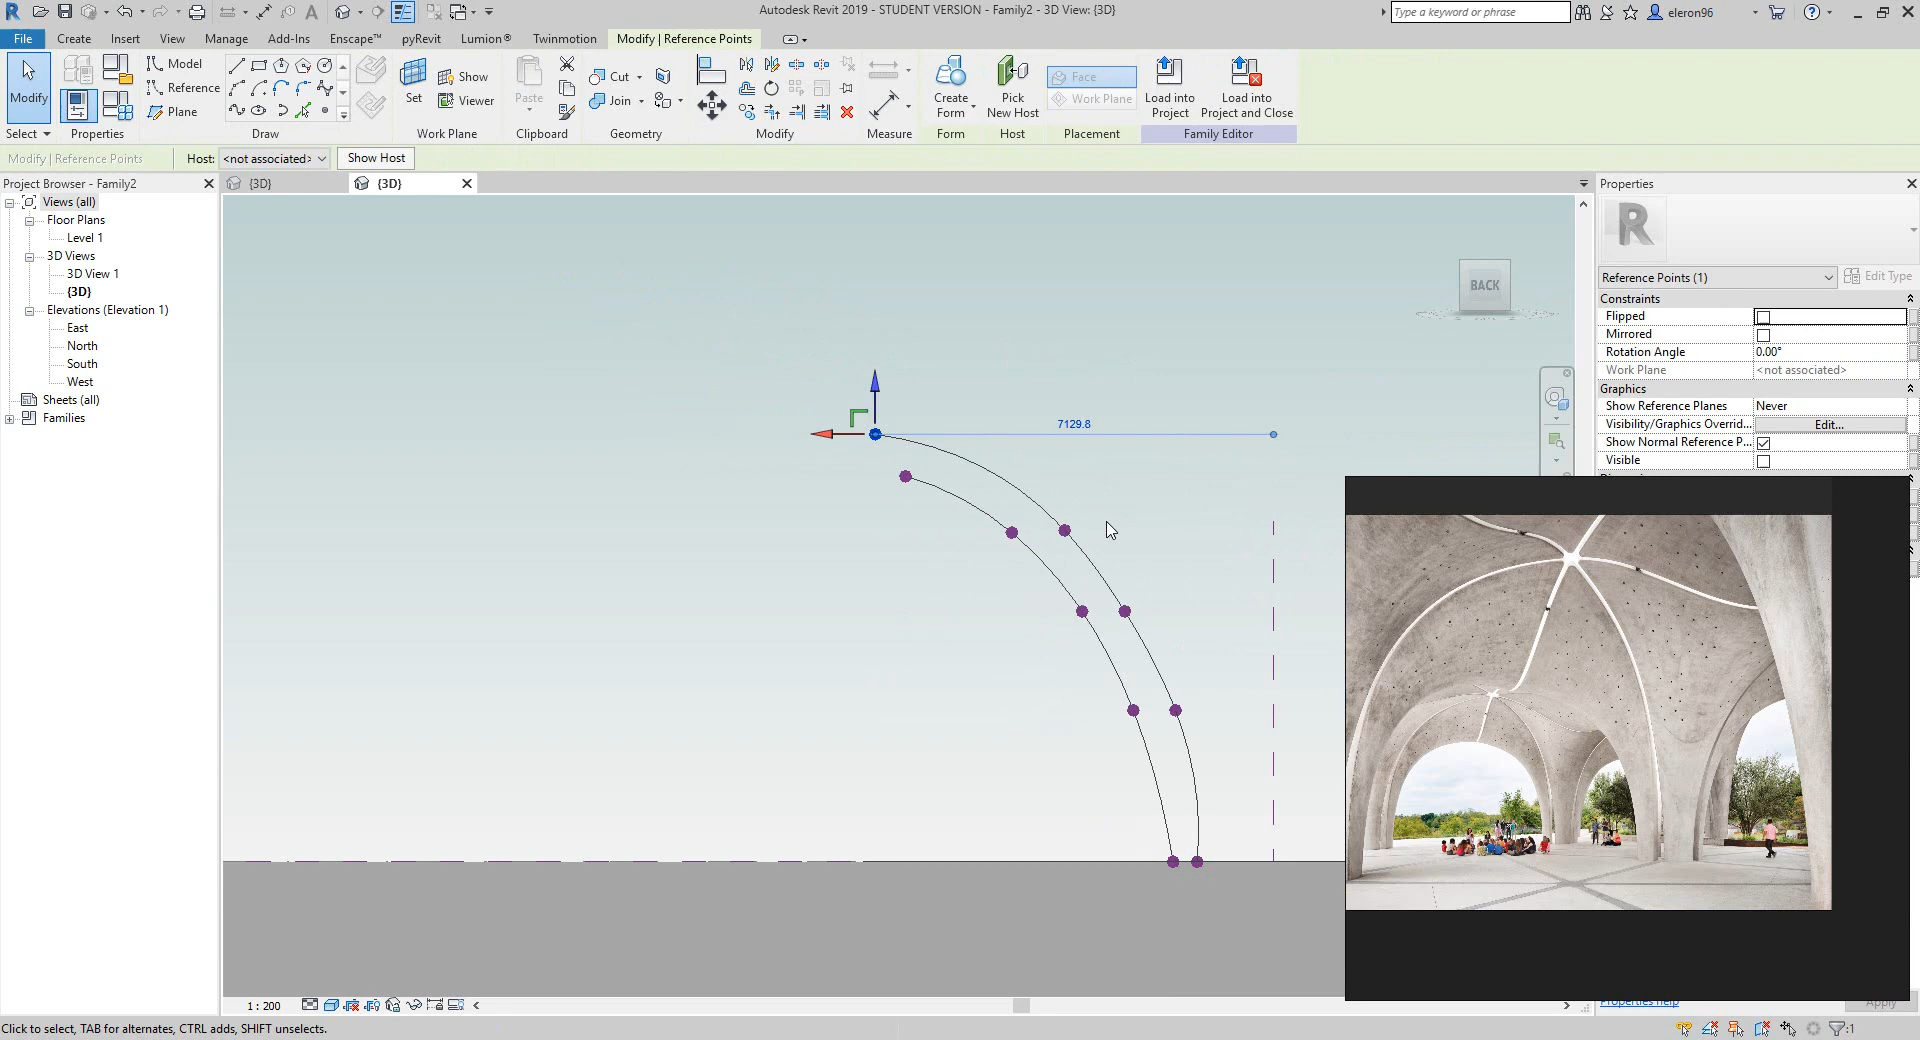 Autodesk Revit 2019 - STUDENT VERSION - Family2 - 3D View: {3D}
Type a keyword or phrase
eleron96
File Create Insert View Manage Add-Ins Enscape™ pyRevit Lumion® Twinmotion Modify | Reference Points
Modify
Select
Properties
Model
Reference
Plane
Draw
Set
Show
Viewer
Work Plane
Paste
Clipboard
Cut
Join
Geometry
Modify
Measure
Create
Form
Form
Pick
New Host
Host
Face
Work Plane
Placement
Load into
Project
Load into
Project and Close
Family Editor
Modify | Reference Points
Host: <not associated>
Show Host
Project Browser - Family2
Views (all)
Floor Plans
Level 1
3D Views
3D View 1
{3D}
Elevations (Elevation 1)
East
North
South
West
Sheets (all)
Families
{3D}
{3D}
7129.8
BACK
Properties
R
Reference Points (1)
Edit Type
Constraints
Flipped
Mirrored
Rotation Angle 0.00°
Work Plane <not associated>
Graphics
Show Reference Planes Never
Visibility/Graphics Overrid... Edit...
Show Normal Reference P...
Visible
Properties help
Apply
1 : 200
Click to select, TAB for alternates, CTRL adds, SHIFT unselects.
:1